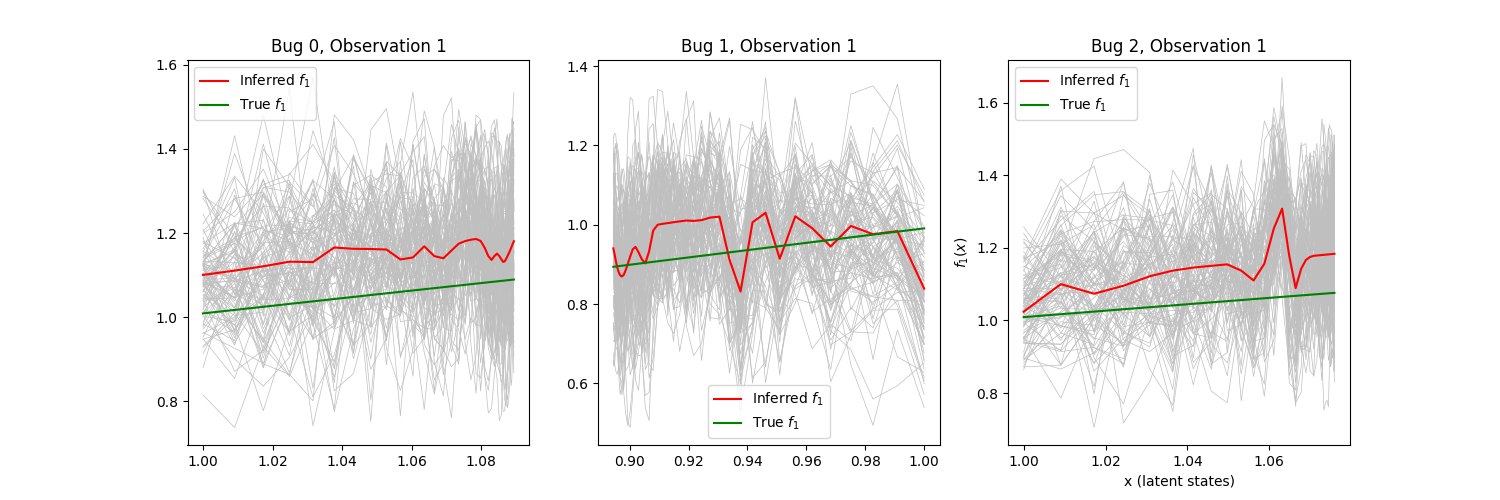 Bug 0, Observation 1
Inferred f₁
True f₁
1.6
1.4
1.2
1.0
0.8
1.00 1.02 1.04 1.06 1.08
Bug 1, Observation 1
1.4
1.2
1.0
0.8
0.6
Inferred f₁
True f₁
0.90 0.92 0.94 0.96 0.98 1.00
Bug 2, Observation 1
Inferred f₁
True f₁
f₁(x)
1.6
1.4
1.2
1.0
0.8
1.00 1.02 1.04 1.06
x (latent states)